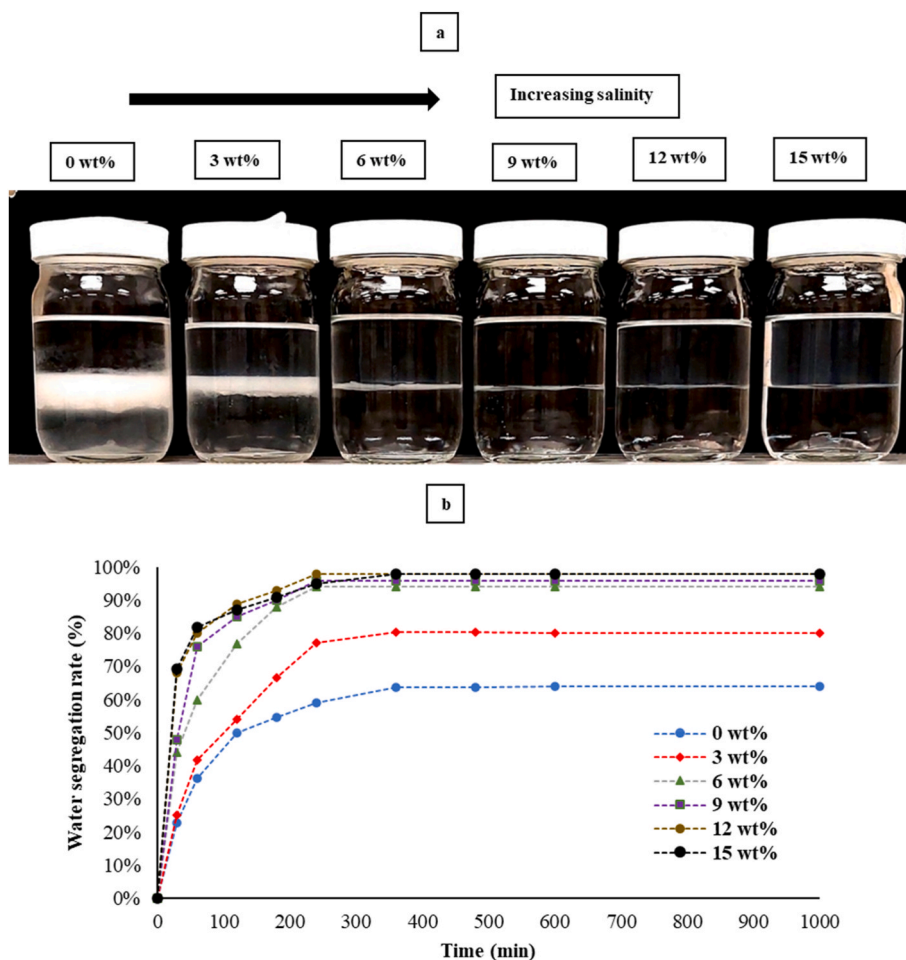 a
Increasing salinity
0 wt% 3 wt% 6 wt% 9 wt% 12 wt% 15 wt%
b
100%
90%
80%
70%
60%
50%
40%
30%
20%
10%
0%
Water segregation rate (%)
0 wt%
3 wt%
6 wt%
9 wt%
12 wt%
15 wt%
0 100 200 300 400 500 600 700 800 900 1000
Time (min)